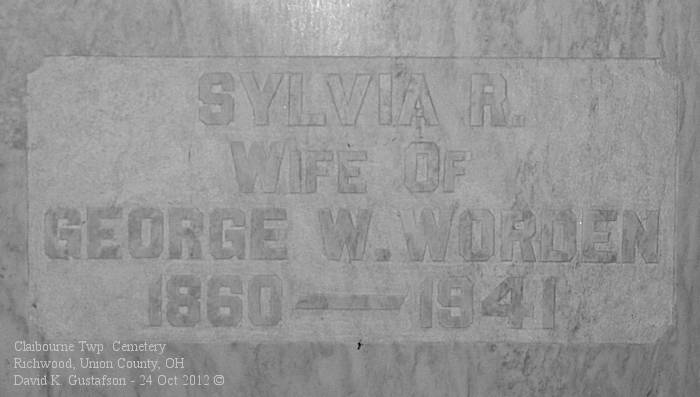 SYLVIA R.
WIFE OF
GEORGE W. WORDEN
1860 — 1941
Claibourne Twp  Cemetery
Richwood, Union County, OH
David K. Gustafson - 24 Oct 2012 ©